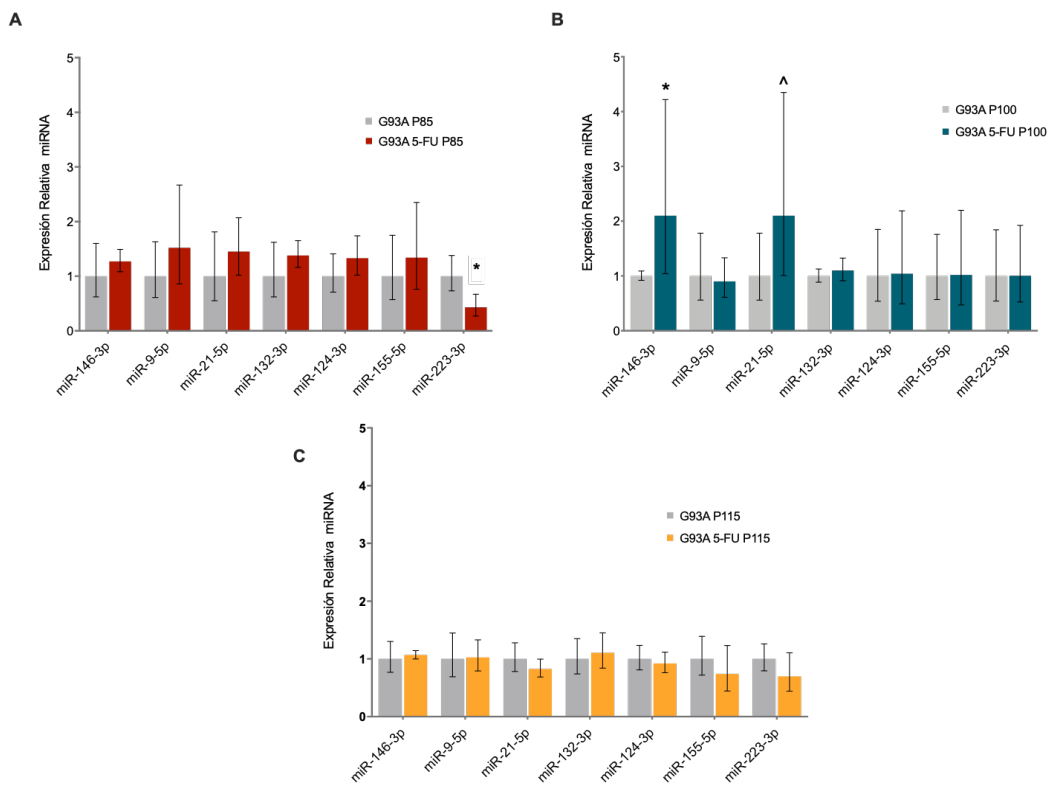 A
Expresión Relativa miRNA
5
4
3
2
1
0
G93A P85
G93A 5-FU P85
*
miR-146-3p
miR-9-5p
miR-21-5p
miR-132-3p
miR-124-3p
miR-155-5p
miR-223-3p
B
Expresión Relativa miRNA
5
4
3
2
1
0
*
^
G93A P100
G93A 5-FU P100
miR-146-3p
miR-9-5p
miR-21-5p
miR-132-3p
miR-124-3p
miR-155-5p
miR-223-3p
C
Expresión Relativa miRNA
5
4
3
2
1
0
G93A P115
G93A 5-FU P115
miR-146-3p
miR-9-5p
miR-21-5p
miR-132-3p
miR-124-3p
miR-155-5p
miR-223-3p